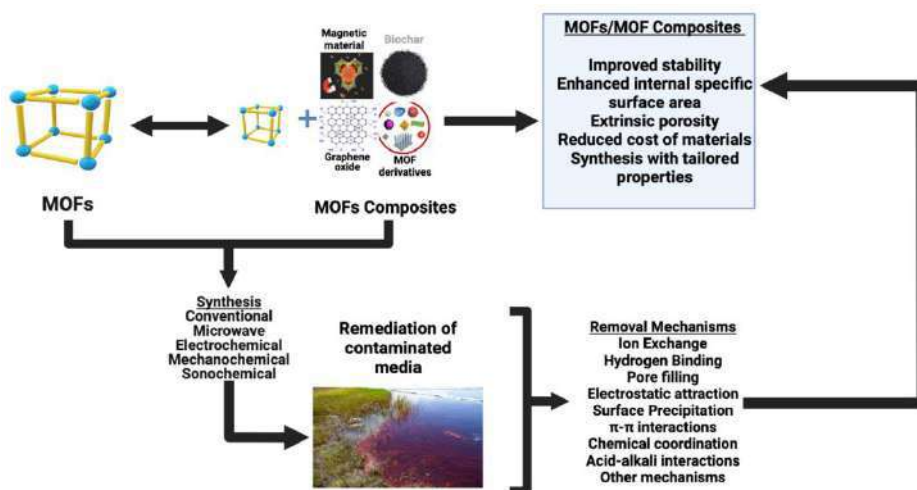 Magnetic
material
Biochar
Graphene
oxide
MOF
derivatives
MOFs
MOFs Composites
MOFs/MOF Composites
Improved stability
Enhanced internal specific
surface area
Extrinsic porosity
Reduced cost of materials
Synthesis with tailored
properties
Synthesis
Conventional
Microwave
Electrochemical
Mechanochemical
Sonochemical
Remediation of
contaminated
media
Removal Mechanisms
Ion Exchange
Hydrogen Binding
Pore filling
Electrostatic attraction
Surface Precipitation
π-π interactions
Chemical coordination
Acid-alkali interactions
Other mechanisms